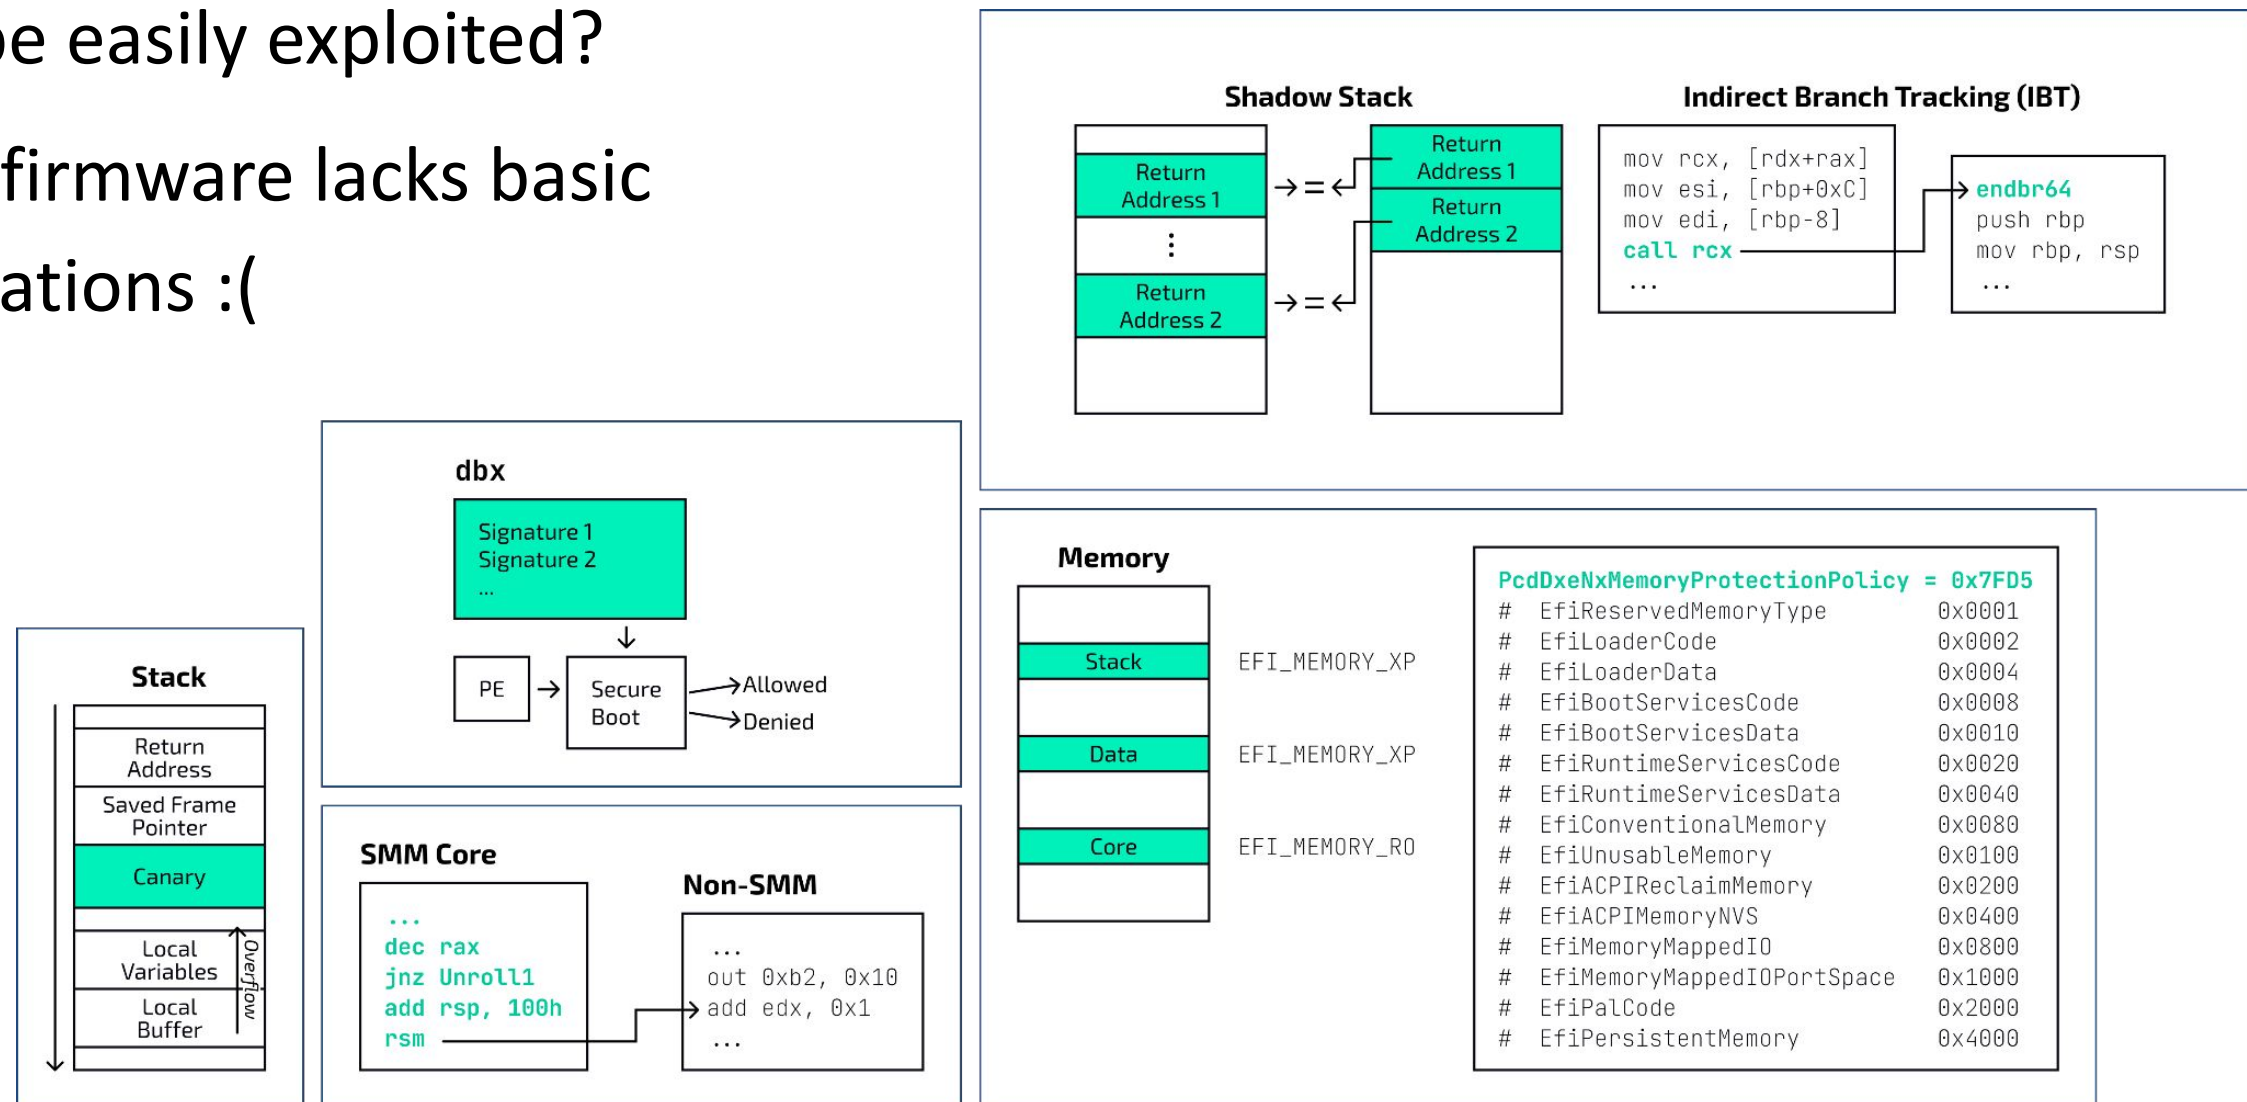 be easily exploited?
firmware lacks basic
ations :(
Shadow Stack
Return
Address 1
⋮
Return
Address 2
→=←
→=←
Return
Address 1
Return
Address 2
Indirect Branch Tracking (IBT)
mov rcx, [rdx+rax]
mov esi, [rbp+0xC]
mov edi, [rbp-8]
call rcx
...
endbr64
push rbp
mov rbp, rsp
...
dbx
Signature 1
Signature 2
...
PE
Secure
Boot
Allowed
Denied
Stack
Return
Address
Saved Frame
Pointer
Canary
Local
Variables
Local
Buffer
Overflow
SMM Core
...
dec rax
jnz Unroll1
add rsp, 100h
rsm
Non-SMM
...
out 0xb2, 0x10
add edx, 0x1
...
Memory
Stack EFI_MEMORY_XP
Data EFI_MEMORY_XP
Core EFI_MEMORY_RO
PcdDxeNxMemoryProtectionPolicy = 0x7FD5
# EfiReservedMemoryType 0x0001
# EfiLoaderCode 0x0002
# EfiLoaderData 0x0004
# EfiBootServicesCode 0x0008
# EfiBootServicesData 0x0010
# EfiRuntimeServicesCode 0x0020
# EfiRuntimeServicesData 0x0040
# EfiConventionalMemory 0x0080
# EfiUnusableMemory 0x0100
# EfiACPIReclaimMemory 0x0200
# EfiACPIMemoryNVS 0x0400
# EfiMemoryMappedIO 0x0800
# EfiMemoryMappedIOPortSpace 0x1000
# EfiPalCode 0x2000
# EfiPersistentMemory 0x4000